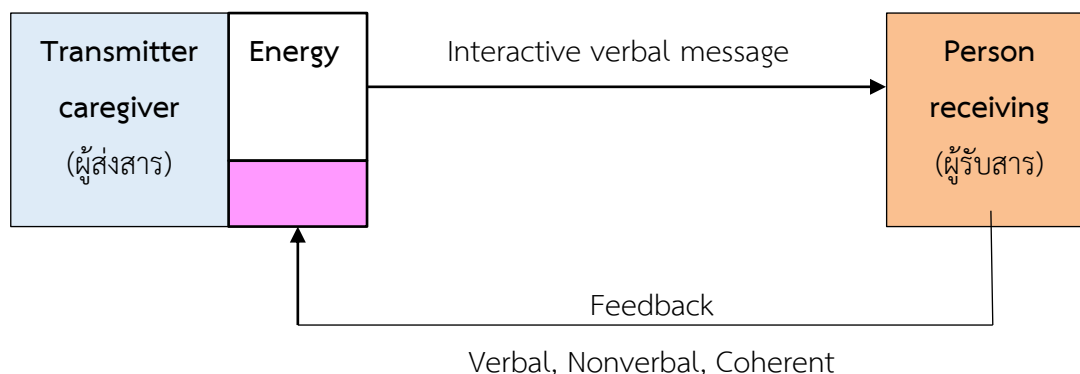 Transmitter
caregiver
(ผู้ส่งสาร)
Energy
Interactive verbal message
Person
receiving
(ผู้รับสาร)
Feedback
Verbal, Nonverbal, Coherent